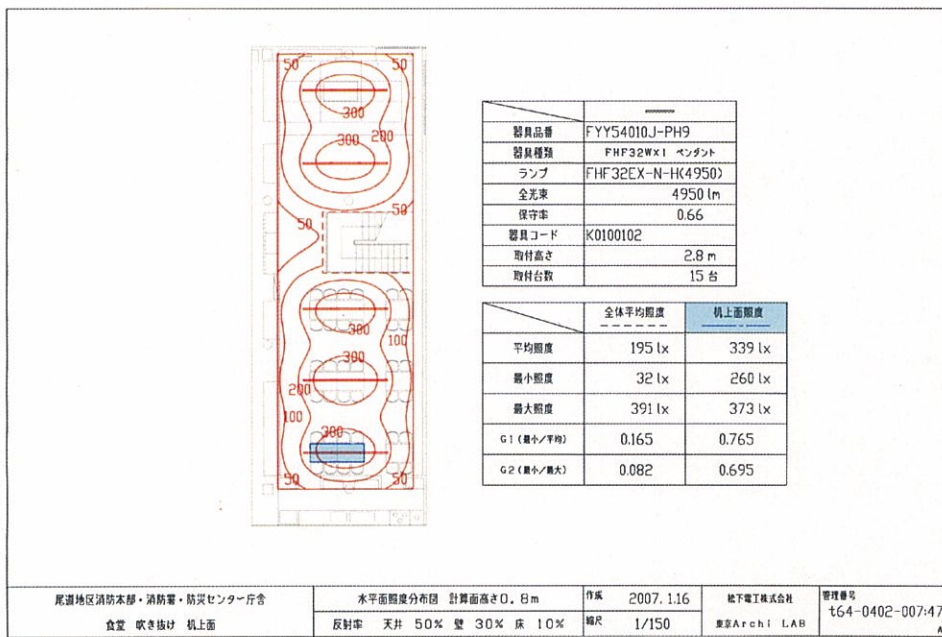 50
50
300
300
200
50
50
300
100
300
200
100
300
50
50
器具品番 FYY54010J-PH9
器具種類 FHF32W×1 ペンダント
ランプ FHF32EX-N-H(4950)
全光束 4950 lm
保守率 0.66
器具コード K0100102
取付高さ 2.8 m
取付台数 15 台
全体平均照度 机上面照度
平均照度 195 lx 339 lx
最小照度 32 lx 260 lx
最大照度 391 lx 373 lx
G1(最小/平均) 0.165 0.765
G2(最小/最大) 0.082 0.695
尾道地区消防本部・消防署・防災センター庁舎
食堂 吹き抜け 机上面
水平面照度分布図 計算面高さ0.8m
反射率 天井 50% 壁 30% 床 10%
作成 2007.1.16
縮尺 1/150
松下電工株式会社
東京Archi LAB
管理番号
t64-0402-007:47
A